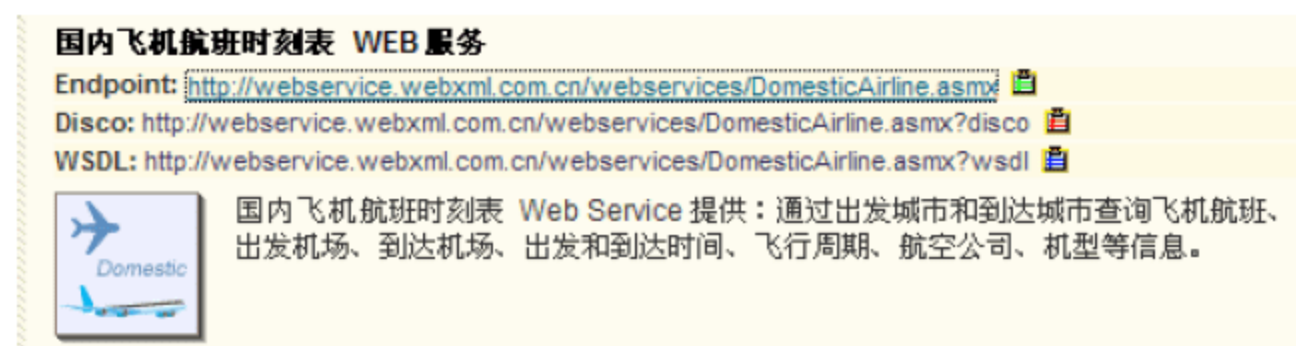 国内飞机航班时刻表 WEB 服务
Endpoint: http://webservice.webxml.com.cn/webservices/DomesticAirline.asmx
Disco: http://webservice.webxml.com.cn/webservices/DomesticAirline.asmx?disco
WSDL: http://webservice.webxml.com.cn/webservices/DomesticAirline.asmx?wsdl
国内飞机航班时刻表 Web Service 提供：通过出发城市和到达城市查询飞机航班、
出发机场、到达机场、出发和到达时间、飞行周期、航空公司、机型等信息。
Domestic